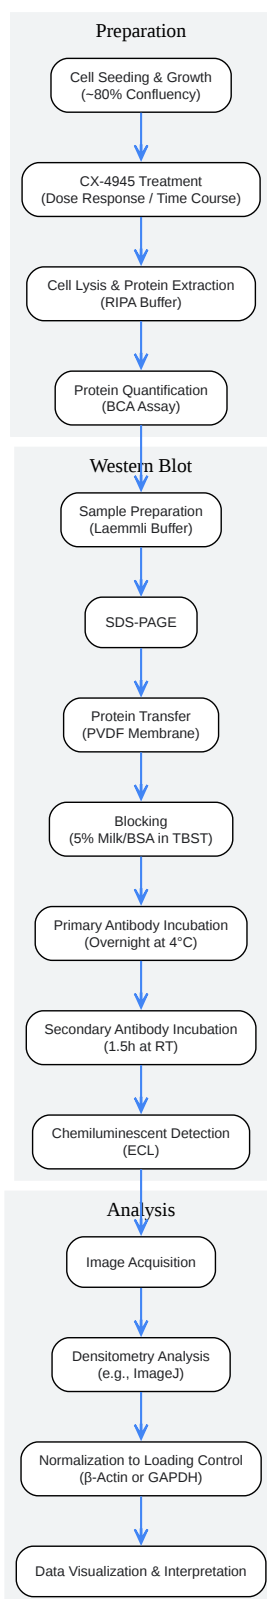 Preparation
Cell Seeding & Growth
(~80% Confluency)
CX-4945 Treatment
(Dose Response / Time Course)
Cell Lysis & Protein Extraction
(RIPA Buffer)
Protein Quantification
(BCA Assay)
Western Blot
Sample Preparation
(Laemmli Buffer)
SDS-PAGE
Protein Transfer
(PVDF Membrane)
Blocking
(5% Milk/BSA in TBST)
Primary Antibody Incubation
(Overnight at 4°C)
Secondary Antibody Incubation
(1.5h at RT)
Chemiluminescent Detection
(ECL)
Analysis
Image Acquisition
Densitometry Analysis
(e.g., ImageJ)
Normalization to Loading Control
(β-Actin or GAPDH)
Data Visualization & Interpretation